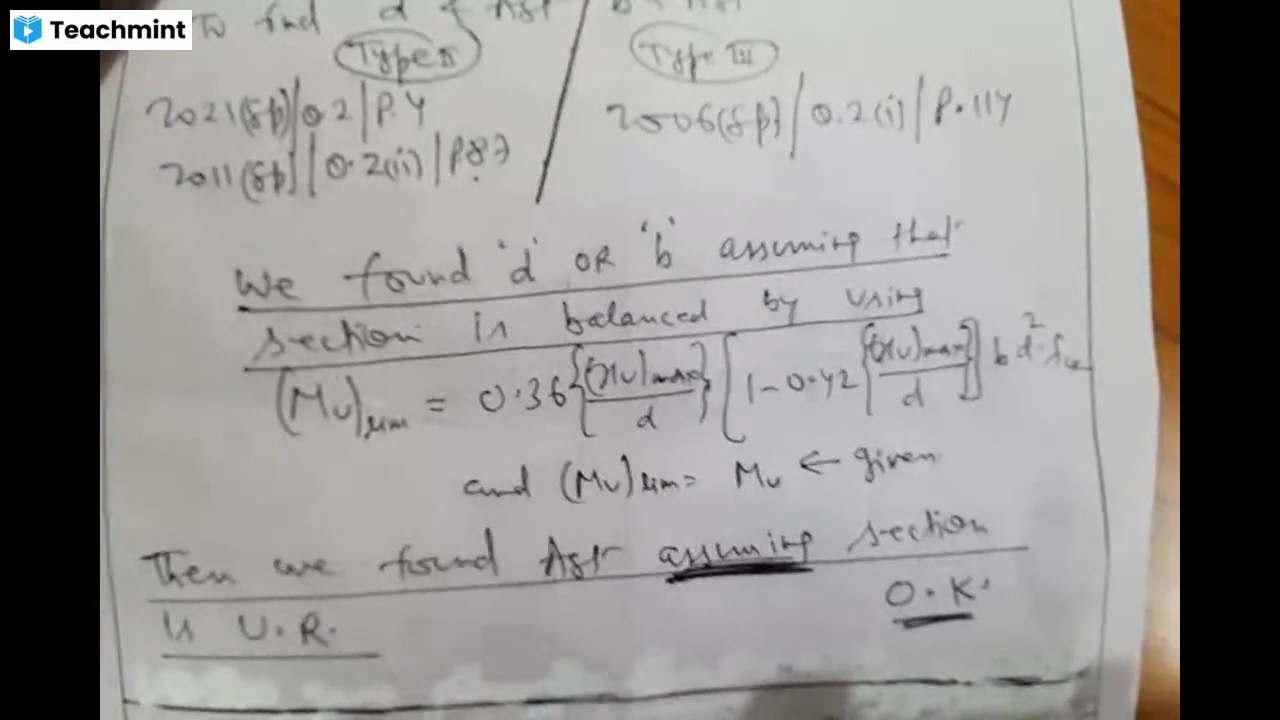 Teachmint
To find d & Ast / b & Ast
Type II Type III
2021(sp)/Q.2/P.4 2006(sp)/Q.2(i)/P.114
2011(sp)/Q.2(ii)/P.87
We found 'd' OR 'b' assuming that
section is balanced by using
(Mu)lim = 0.36{(Xu)max/d} [1-0.42{(Xu)max/d}] b d².fck
and (Mu)lim = Mu ← given
Then we found Ast assuming section
is U.R. O.K.